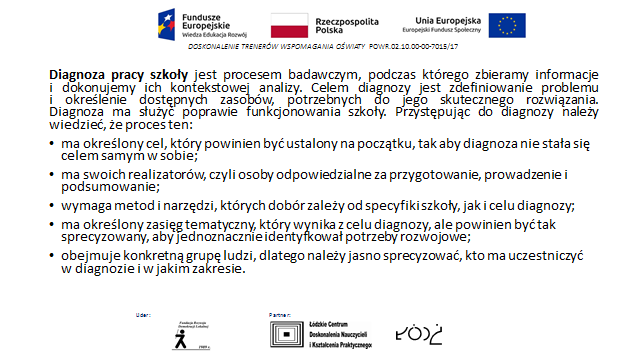 Fundusze
Europejskie
Wiedza Edukacja Rozwój
Rzeczpospolita
Polska
Unia Europejska
Europejski Fundusz Społeczny
DOSKONALENIE TRENERÓW WSPOMAGANIA OŚWIATY POWR.02.10.00-00-7015/17
Diagnoza pracy szkoły jest procesem badawczym, podczas którego zbieramy informacje
i dokonujemy ich kontekstowej analizy. Celem diagnozy jest zdefiniowanie problemu
i określenie dostępnych zasobów, potrzebnych do jego skutecznego rozwiązania.
Diagnoza ma służyć poprawie funkcjonowania szkoły. Przystępując do diagnozy należy
wiedzieć, że proces ten:
• ma określony cel, który powinien być ustalony na początku, tak aby diagnoza nie stała się
celem samym w sobie;
• ma swoich realizatorów, czyli osoby odpowiedzialne za przygotowanie, prowadzenie i
podsumowanie;
• wymaga metod i narzędzi, których dobór zależy od specyfiki szkoły, jak i celu diagnozy;
• ma określony zasięg tematyczny, który wynika z celu diagnozy, ale powinien być tak
sprecyzowany, aby jednoznacznie identyfikował potrzeby rozwojowe;
• obejmuje konkretną grupę ludzi, dlatego należy jasno sprecyzować, kto ma uczestniczyć
w diagnozie i w jakim zakresie.
Lider:
Partner:
Fundacja Rozwoju
Demokracji Lokalnej
Łódzkie Centrum
Doskonalenia Nauczycieli
i Kształcenia Praktycznego